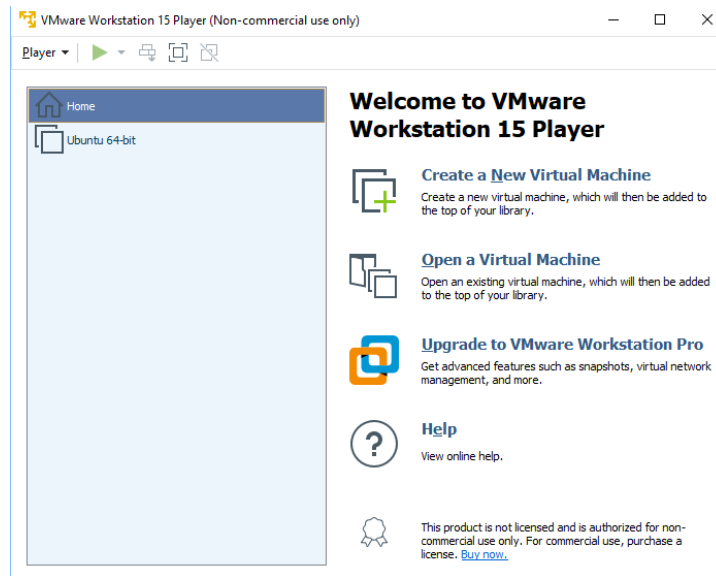 VMware Workstation 15 Player (Non-commercial use only)
Player
Home
Ubuntu 64-bit
Welcome to VMware
Workstation 15 Player
Create a New Virtual Machine
Create a new virtual machine, which will then be added to
the top of your library.
Open a Virtual Machine
Open an existing virtual machine, which will then be added
to the top of your library.
Upgrade to VMware Workstation Pro
Get advanced features such as snapshots, virtual network
management, and more.
Help
View online help.
This product is not licensed and is authorized for non-
commercial use only. For commercial use, purchase a
license. Buy now.